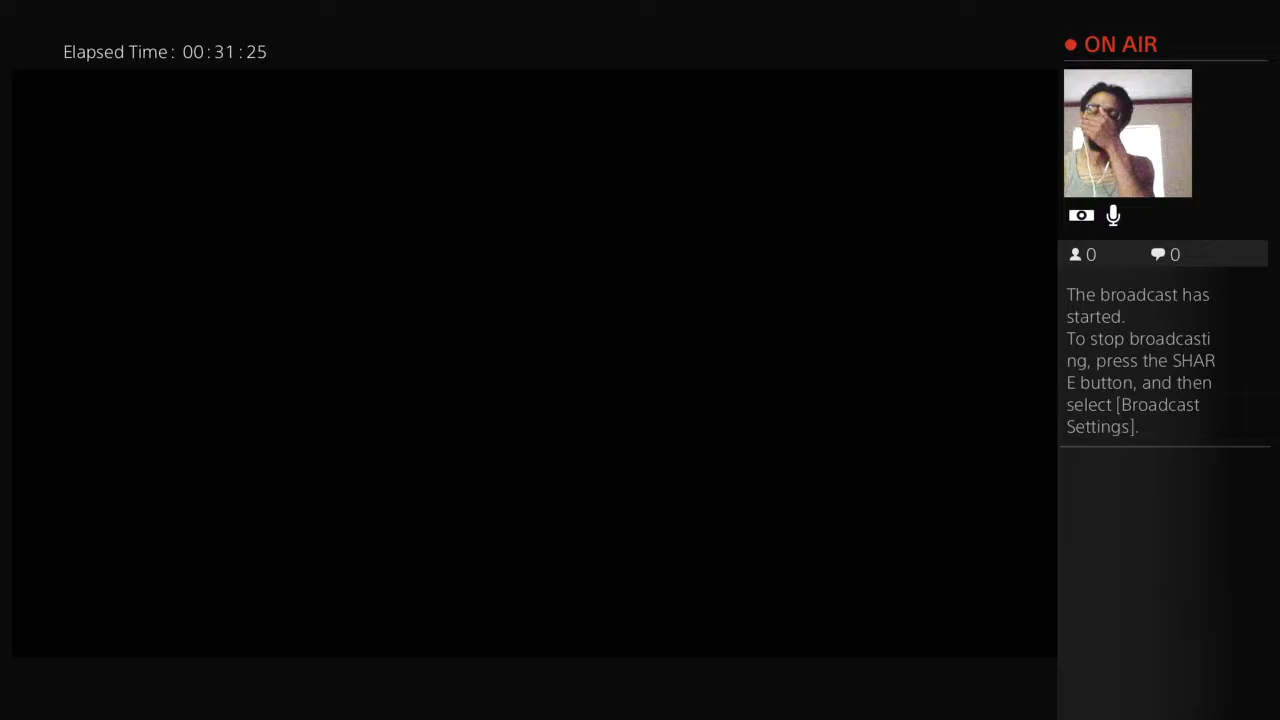 Elapsed Time: 00:31:25
ON AIR
0 0
The broadcast has
started.
To stop broadcasti
ng, press the SHAR
E button, and then
select [Broadcast
Settings].